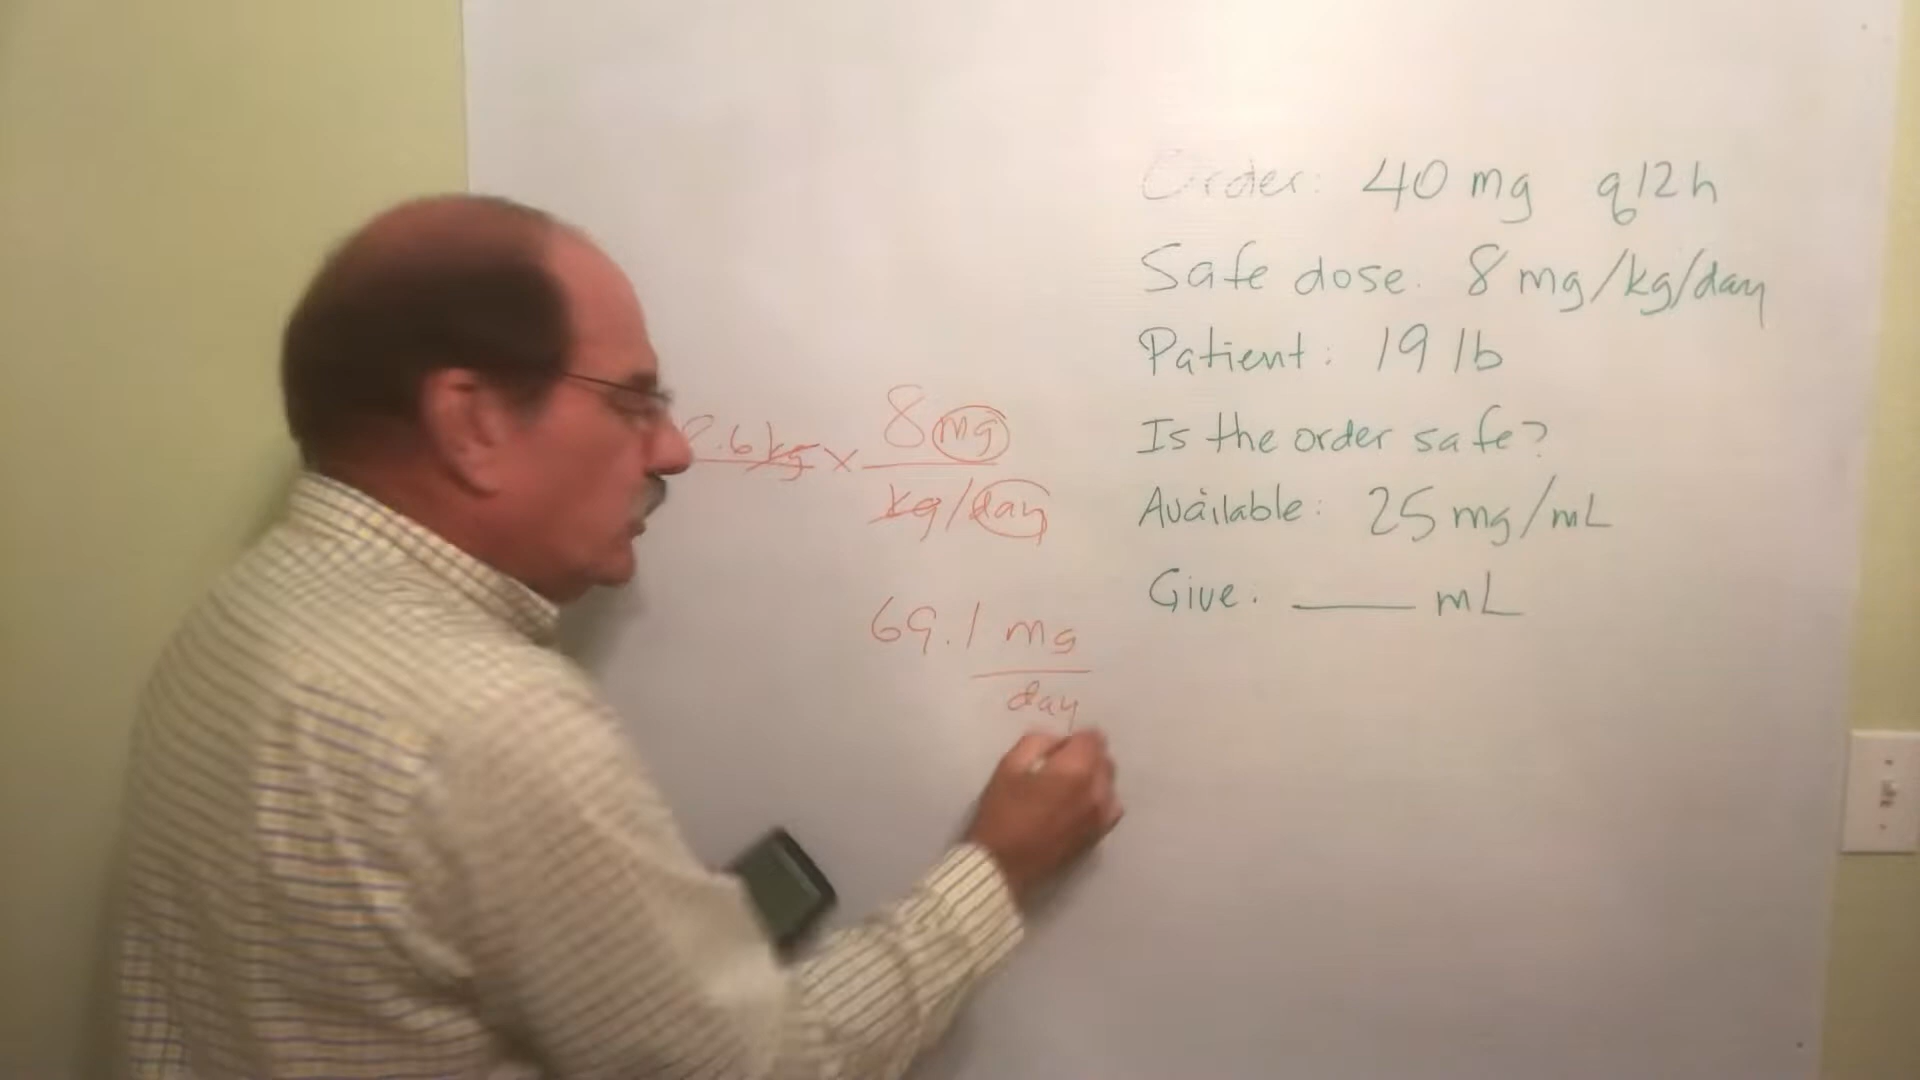 Order: 40 mg q12h
Safe dose: 8 mg/kg/day
Patient: 19 lb
Is the order safe?
Available: 25 mg/mL
Give: ____ mL
8.6 kg x 8 mg
kg/day
69.1 mg
day